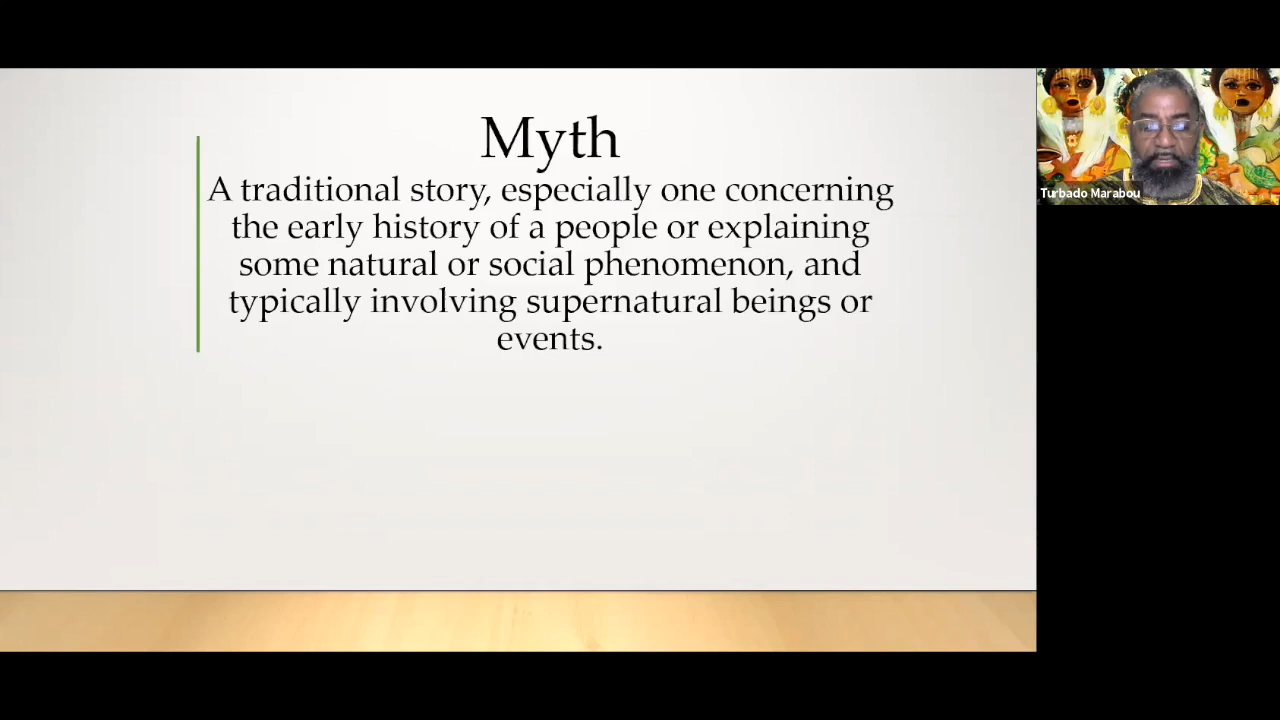 Myth
A traditional story, especially one concerning
the early history of a people or explaining
some natural or social phenomenon, and
typically involving supernatural beings or
events.
Turbado Marabou